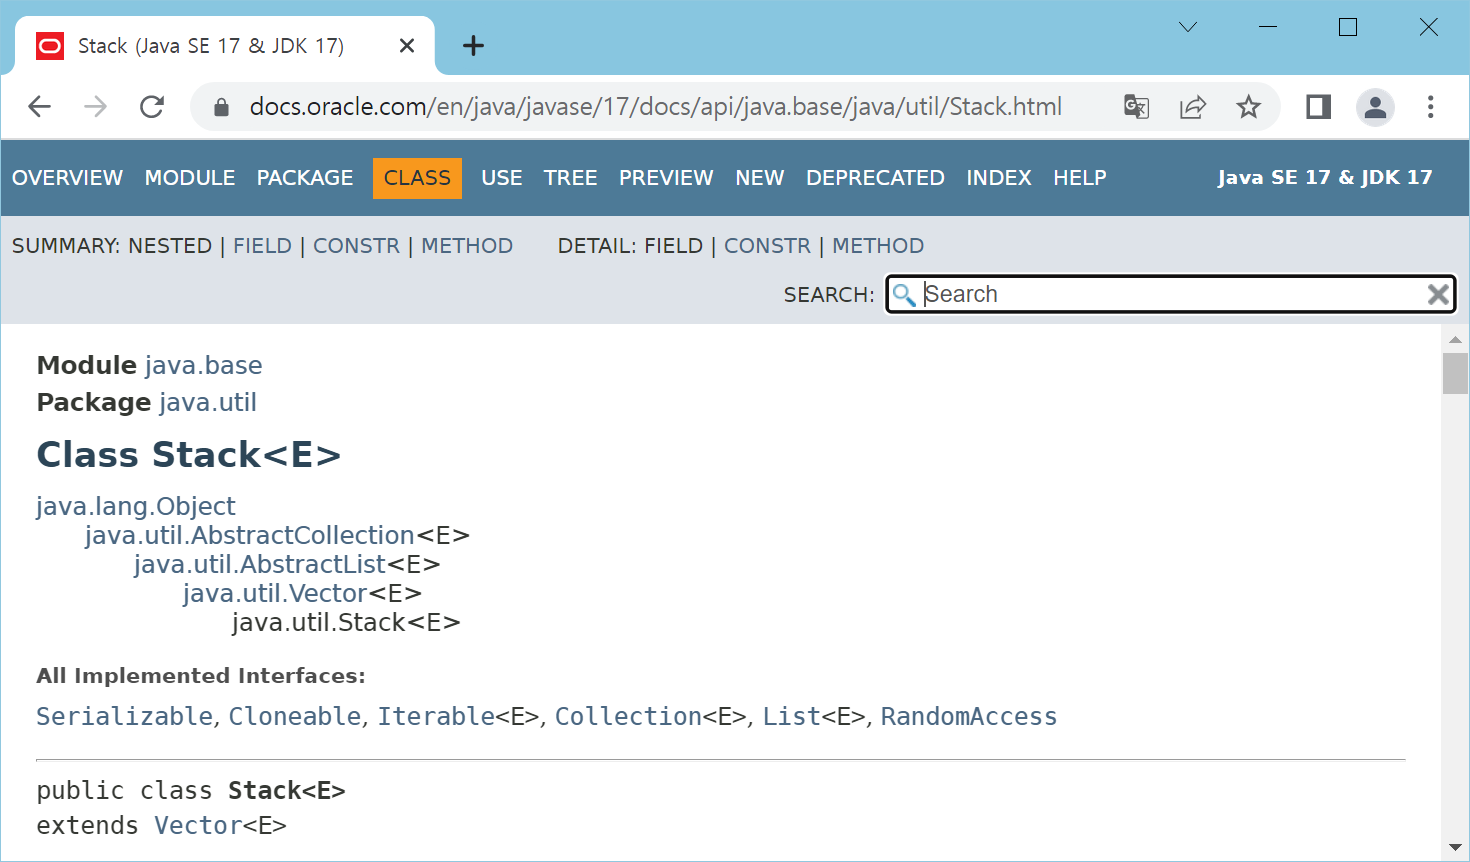 Stack (Java SE 17 & JDK 17)
docs.oracle.com/en/java/javase/17/docs/api/java.base/java/util/Stack.html
OVERVIEW MODULE PACKAGE CLASS USE TREE PREVIEW NEW DEPRECATED INDEX HELP Java SE 17 & JDK 17
SUMMARY: NESTED | FIELD | CONSTR | METHOD DETAIL: FIELD | CONSTR | METHOD
SEARCH: Search
Module java.base
Package java.util
Class Stack<E>
java.lang.Object
java.util.AbstractCollection<E>
java.util.AbstractList<E>
java.util.Vector<E>
java.util.Stack<E>
All Implemented Interfaces:
Serializable, Cloneable, Iterable<E>, Collection<E>, List<E>, RandomAccess
public class Stack<E>
extends Vector<E>